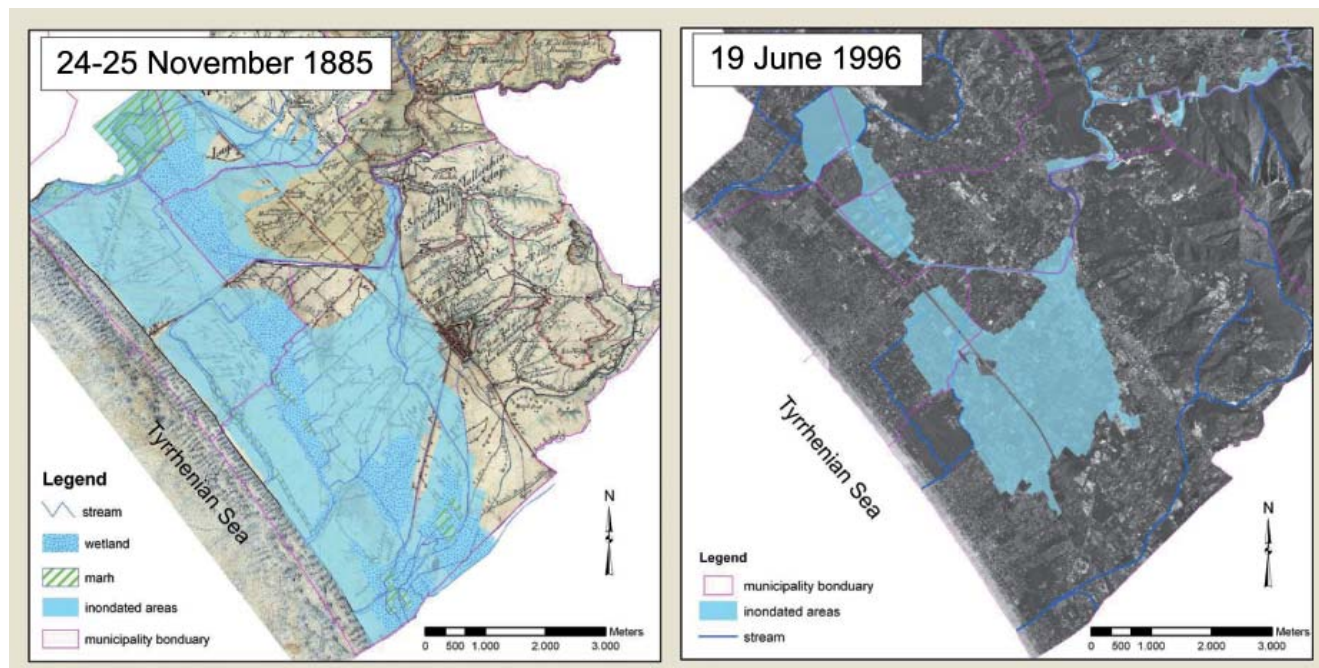 24-25 November 1885
Tyrrhenian Sea
Legend
stream
wetland
marh
inondated areas
municipality bonduary
N
0 500 1.000 2.000 3.000
Meters
19 June 1996
Tyrrhenian Sea
Legend
municipality bonduary
inondated areas
stream
N
0 500 1.000 2.000 3.000
Meters